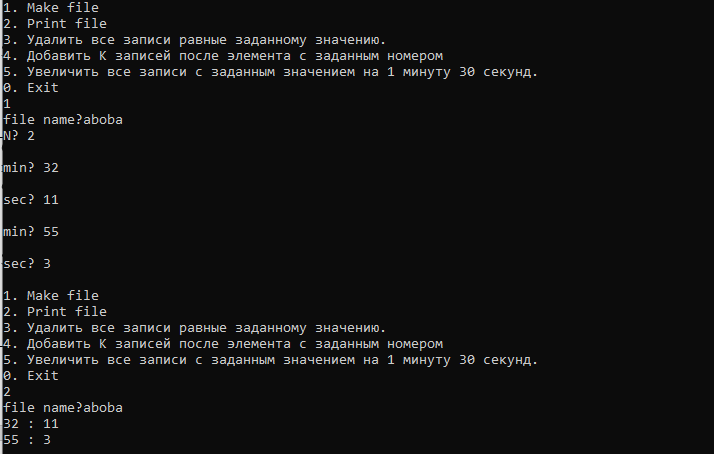 1. Make file
2. Print file
3. Удалить все записи равные заданному значению.
4. Добавить К записей после элемента с заданным номером
5. Увеличить все записи с заданным значением на 1 минуту 30 секунд.
0. Exit
1
file name?aboba
N? 2
min? 32
sec? 11
min? 55
sec? 3
1. Make file
2. Print file
3. Удалить все записи равные заданному значению.
4. Добавить К записей после элемента с заданным номером
5. Увеличить все записи с заданным значением на 1 минуту 30 секунд.
0. Exit
2
file name?aboba
32 : 11
55 : 3